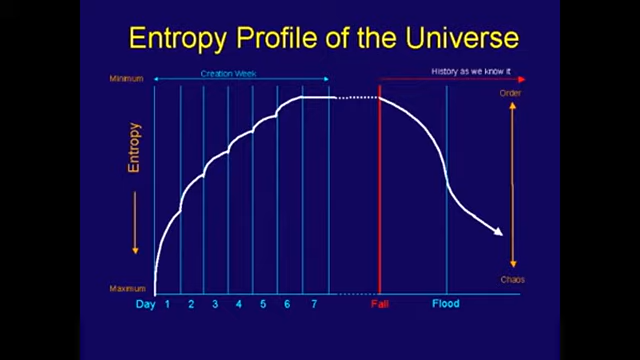 Entropy Profile of the Universe
Minimum
Creation Week
History as we know it
Order
Entropy
Maximum
Chaos
Day 1 2 3 4 5 6 7 Fall Flood